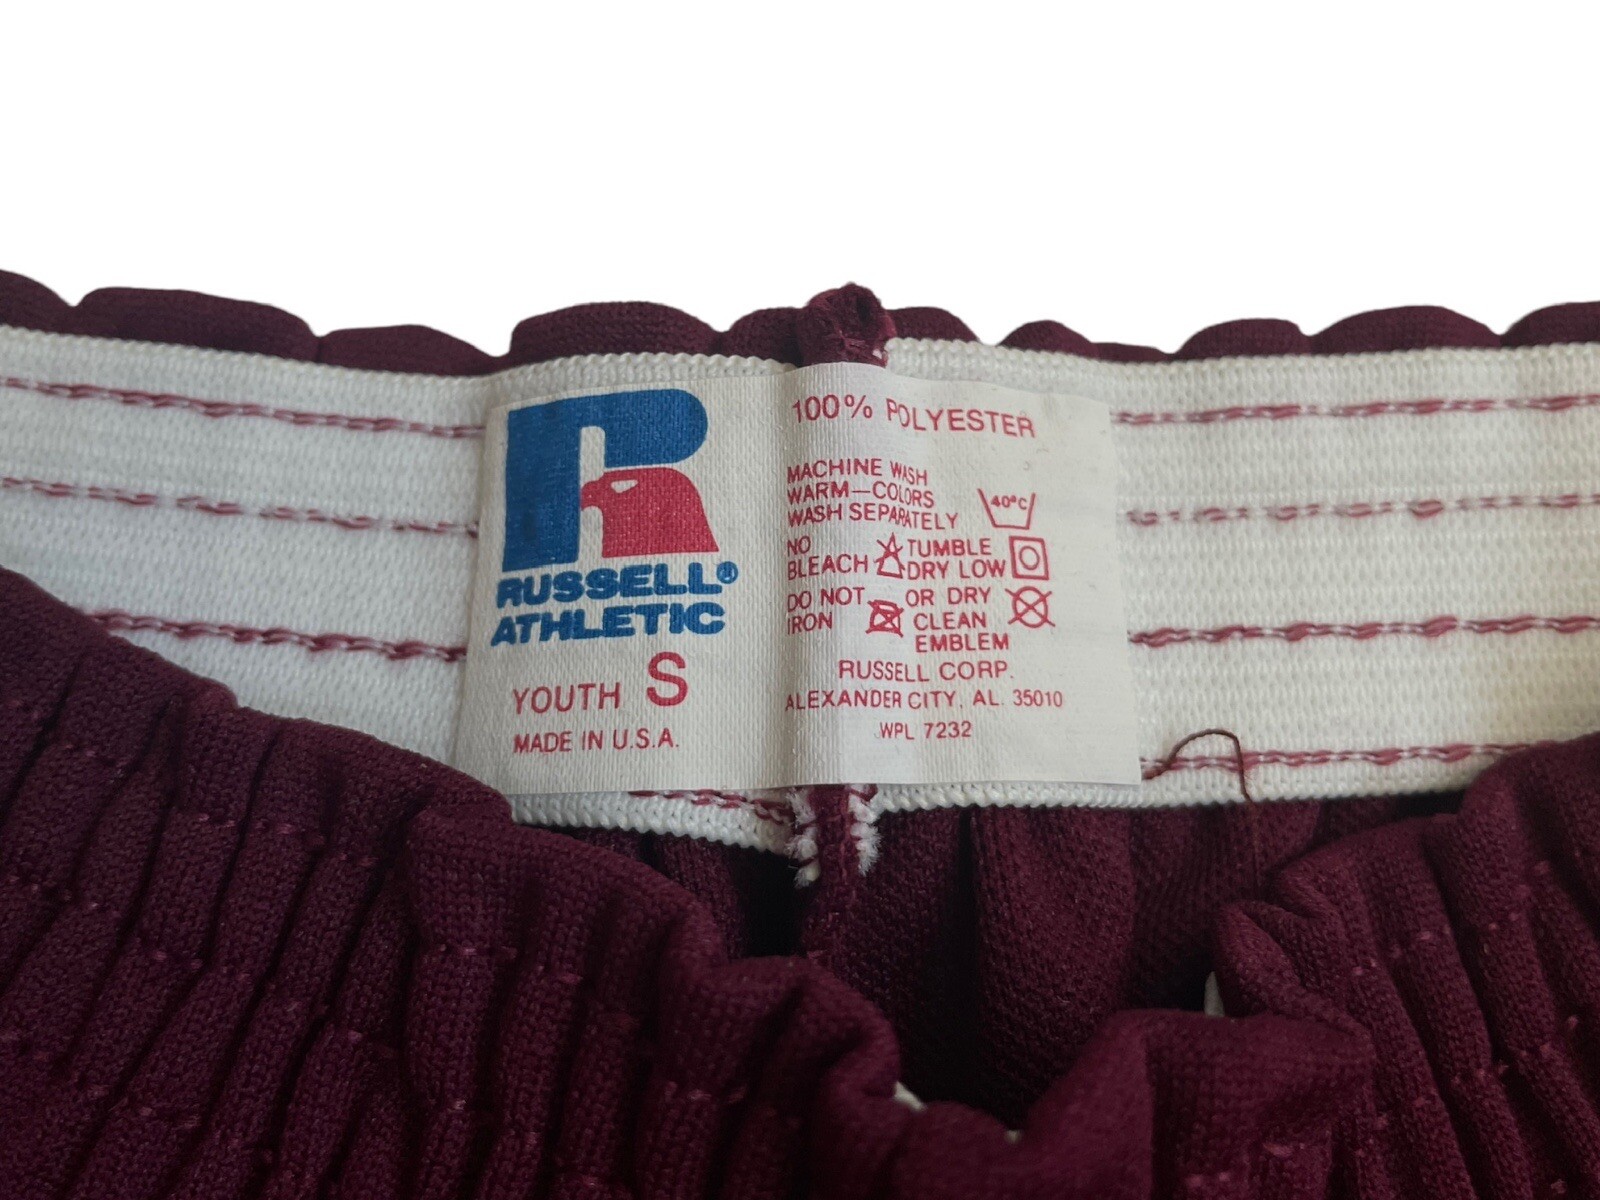 RUSSELL®
ATHLETIC
YOUTH S
MADE IN U.S.A.
100% POLYESTER
MACHINE WASH
WARM—COLORS
WASH SEPARATELY
40°C
NO
BLEACH
TUMBLE
DRY LOW
DO NOT
IRON
OR DRY
CLEAN
EMBLEM
RUSSELL CORP.
ALEXANDER CITY, AL. 35010
WPL 7232